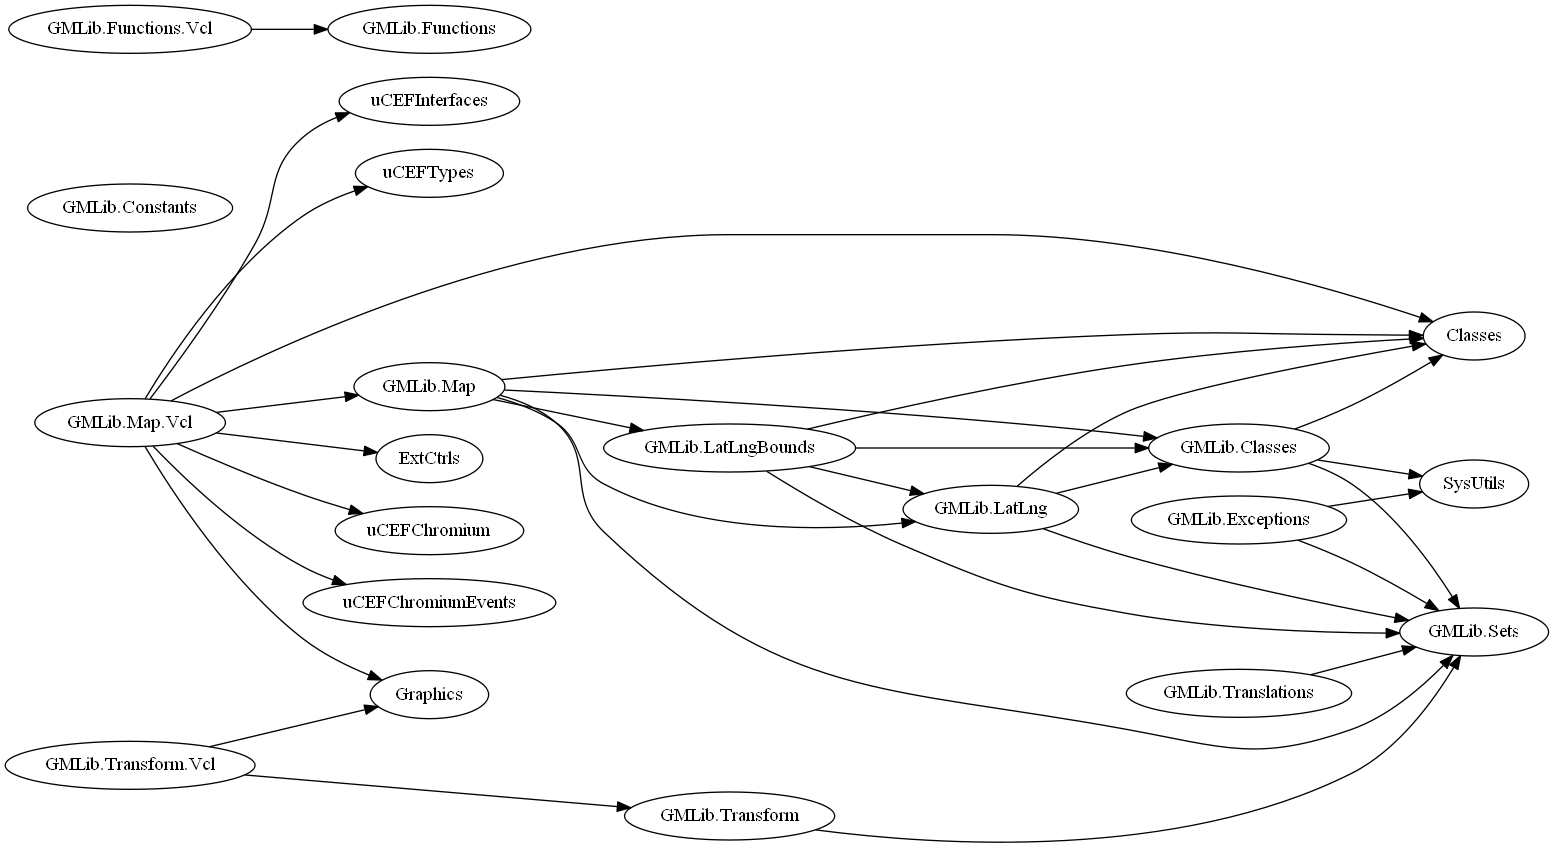 GMLib.Functions.Vcl
GMLib.Functions
uCEFInterfaces
uCEFTypes
GMLib.Constants
Classes
GMLib.Map
GMLib.Map.Vcl
GMLib.LatLngBounds
GMLib.Classes
ExtCtrls
SysUtils
GMLib.LatLng
GMLib.Exceptions
uCEFChromium
uCEFChromiumEvents
GMLib.Sets
Graphics
GMLib.Translations
GMLib.Transform.Vcl
GMLib.Transform